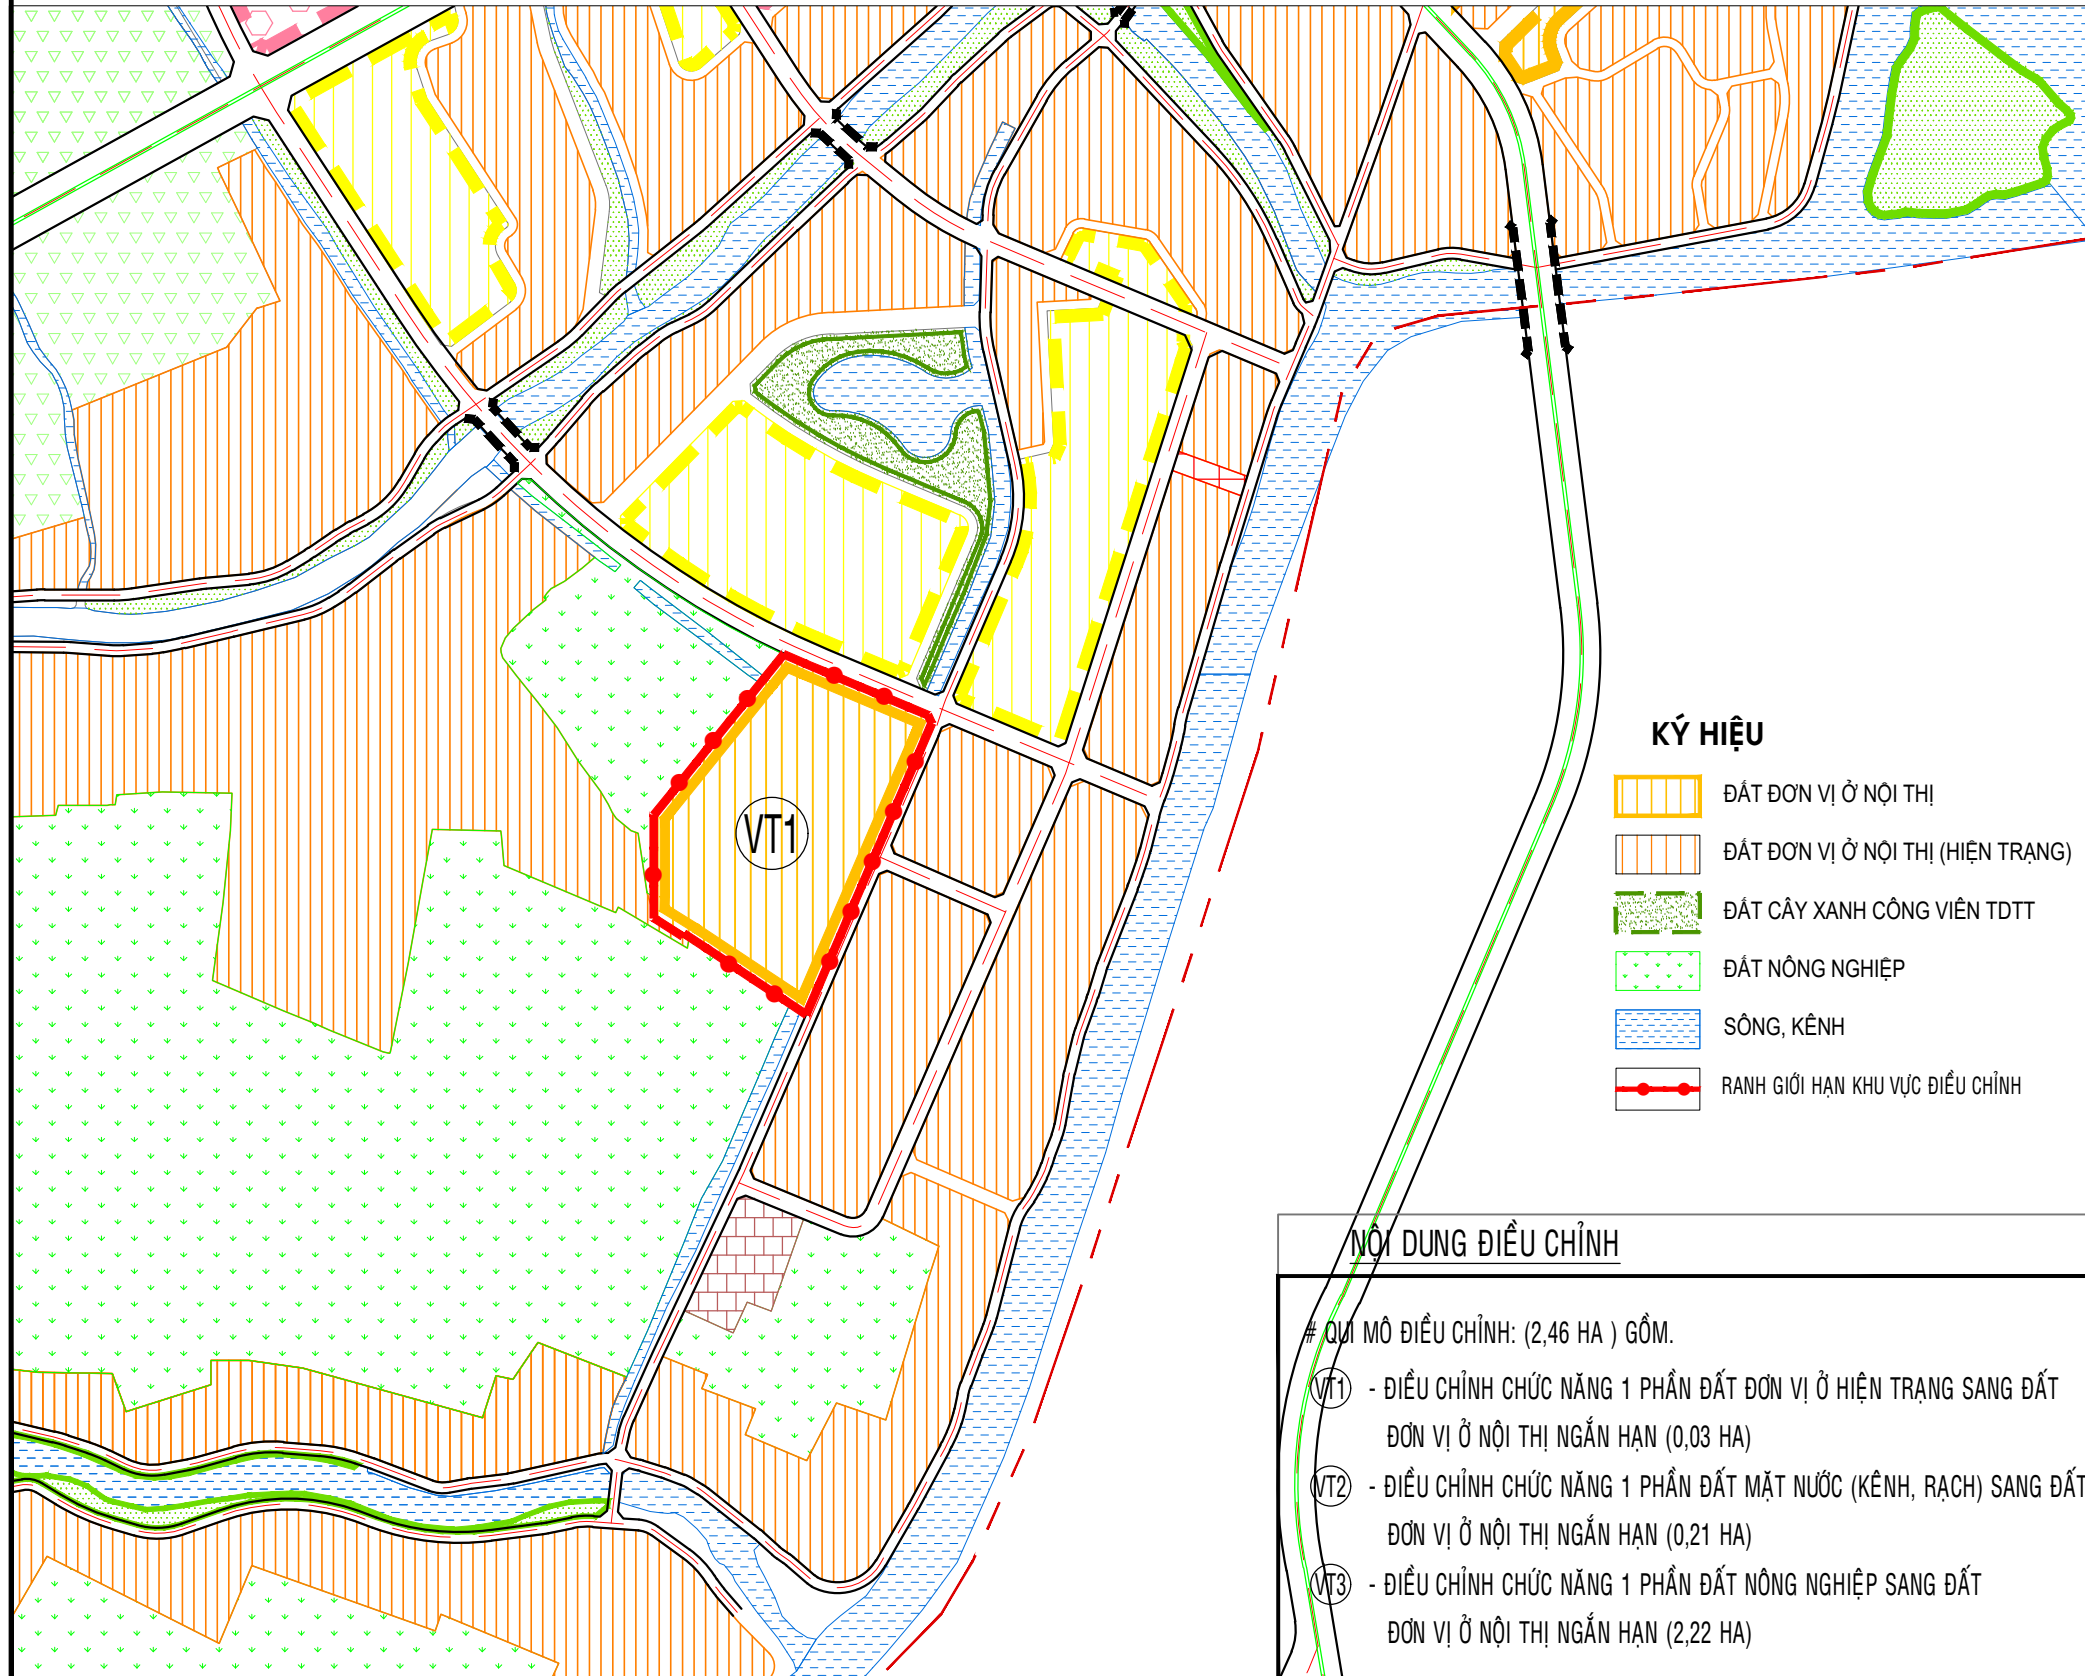 VT1
KÝ HIỆU
ĐẤT ĐƠN VỊ Ở NỘI THỊ
ĐẤT ĐƠN VỊ Ở NỘI THỊ (HIỆN TRẠNG)
ĐẤT CÂY XANH CÔNG VIÊN TDTT
ĐẤT NÔNG NGHIỆP
SÔNG, KÊNH
RANH GIỚI HẠN KHU VỰC ĐIỀU CHỈNH
NỘI DUNG ĐIỀU CHỈNH
# QUI MÔ ĐIỀU CHỈNH: (2,46 HA ) GỒM.
VT1 - ĐIỀU CHỈNH CHỨC NĂNG 1 PHẦN ĐẤT ĐƠN VỊ Ở HIỆN TRẠNG SANG ĐẤT
ĐƠN VỊ Ở NỘI THỊ NGẮN HẠN (0,03 HA)
VT2 - ĐIỀU CHỈNH CHỨC NĂNG 1 PHẦN ĐẤT MẶT NƯỚC (KÊNH, RẠCH) SANG ĐẤT
ĐƠN VỊ Ở NỘI THỊ NGẮN HẠN (0,21 HA)
VT3 - ĐIỀU CHỈNH CHỨC NĂNG 1 PHẦN ĐẤT NÔNG NGHIỆP SANG ĐẤT
ĐƠN VỊ Ở NỘI THỊ NGẮN HẠN (2,22 HA)